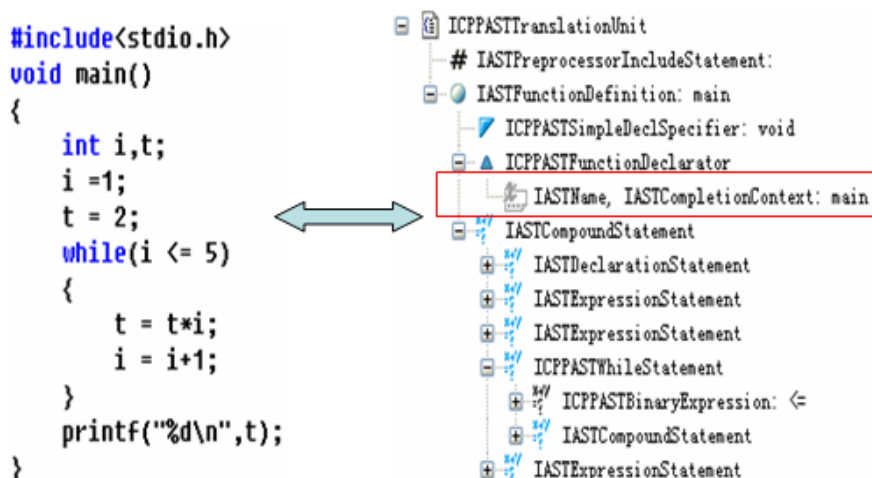 #include<stdio.h>
void main()
{
int i,t;
i =1;
t = 2;
while(i <= 5)
{
t = t*i;
i = i+1;
}
printf("%d\n",t);
}
ICPPASTTranslationUnit
# IASTPreprocessorIncludeStatement:
IASTFunctionDefinition: main
ICPPASTSimpleDeclSpecifier: void
ICPPASTFunctionDeclarator
IASTName, IASTCompletionContext: main
IASTCompoundStatement
IASTDeclarationStatement
IASTExpressionStatement
IASTExpressionStatement
ICPPASTWhileStatement
ICPPASTBinaryExpression: <=
IASTCompoundStatement
IASTExpressionStatement